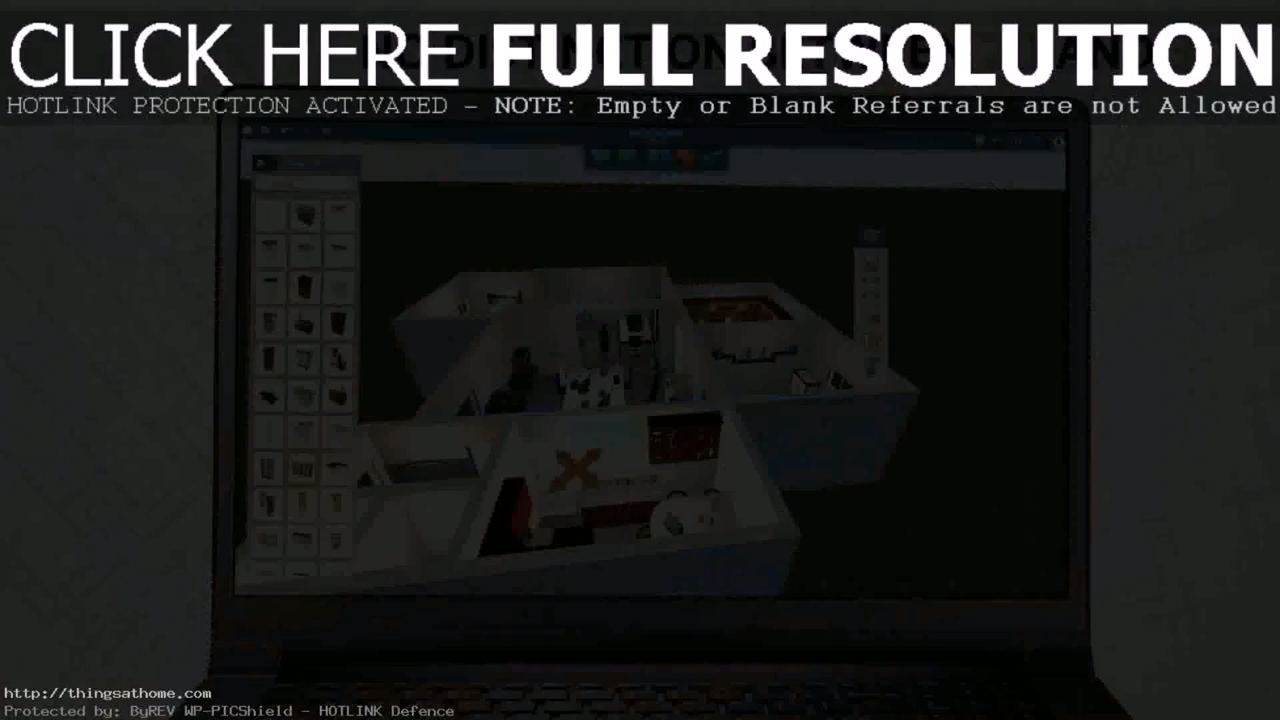 CLICK HERE FULL RESOLUTION
HOTLINK PROTECTION ACTIVATED – NOTE: Empty or Blank Referrals are not Allowed
http://thingsathome.com
Protected by: ByREV WP-PICShield – HOTLINK Defence